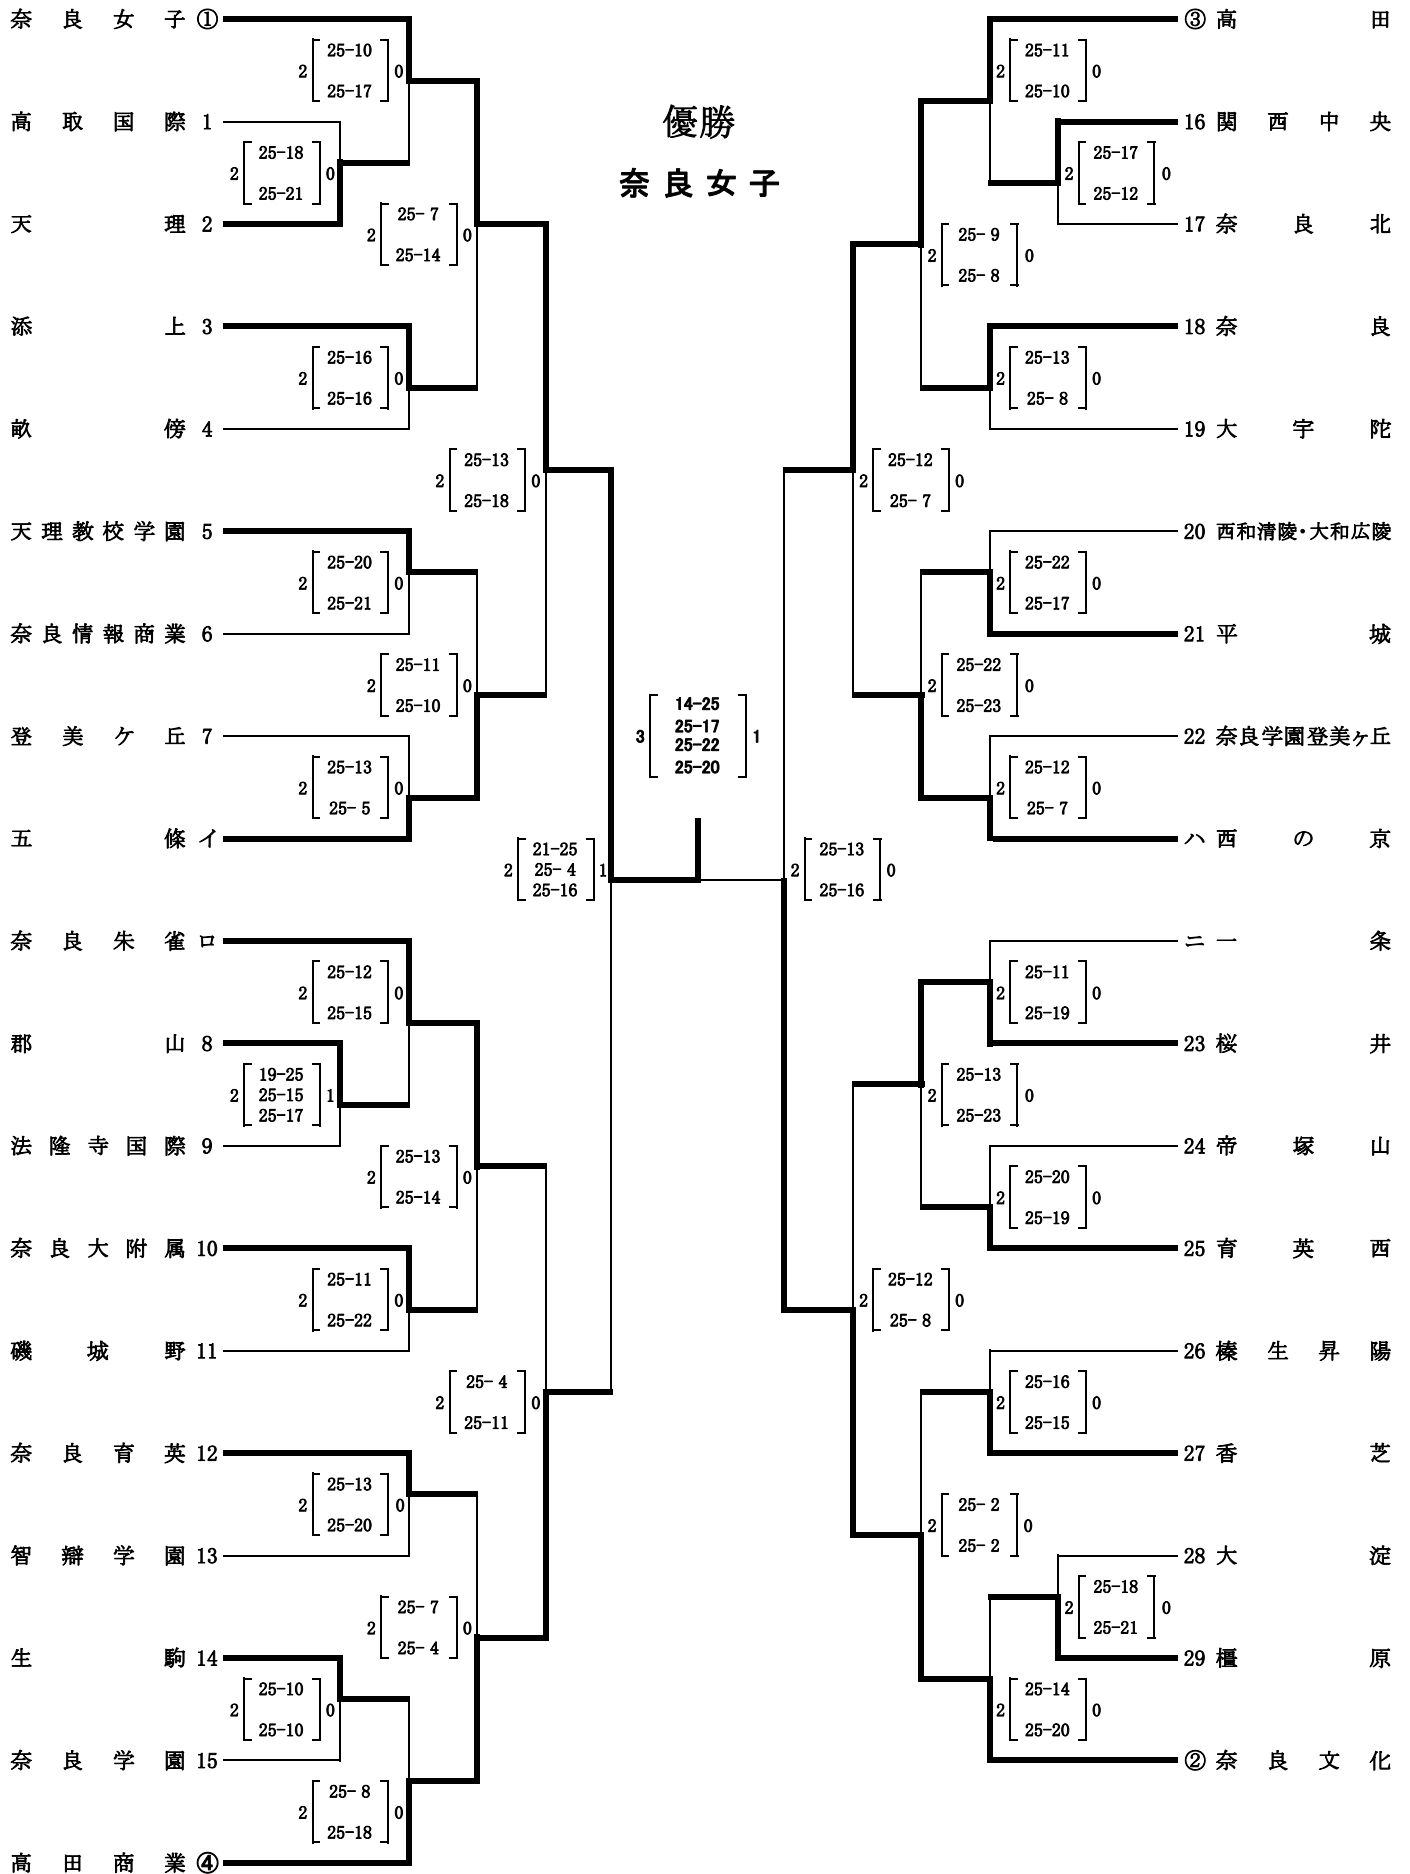 奈良女子 ①
2 25-10 0
25-17
高取国際 1
2 25-18 0
25-21
天理 2
2 25- 7 0
25-14
添上 3
2 25-16 0
25-16
畝傍 4
2 25-13 0
25-18
天理教校学園 5
2 25-20 0
25-21
奈良情報商業 6
2 25-11 0
25-10
登美ケ丘 7
2 25-13 0
25- 5
五條 イ
2 21-25 1
25- 4
25-16
奈良朱雀 ロ
2 25-12 0
25-15
郡山 8
2 19-25 1
25-15
25-17
法隆寺国際 9
2 25-13 0
25-14
奈良大附属 10
2 25-11 0
25-22
磯城野 11
2 25- 4 0
25-11
奈良育英 12
2 25-13 0
25-20
智辯学園 13
2 25- 7 0
25- 4
生駒 14
2 25-10 0
25-10
奈良学園 15
2 25- 8 0
25-18
高田商業 ④
優勝
奈良女子
3 14-25 1
25-17
25-22
25-20
③ 高田
2 25-11 0
25-10
16 関西中央
2 25-17 0
25-12
17 奈良北
2 25- 9 0
25- 8
18 奈良
2 25-13 0
25- 8
19 大宇陀
2 25-12 0
25- 7
20 西和清陵・大和広陵
2 25-22 0
25-17
21 平城
2 25-22 0
25-23
22 奈良学園登美ヶ丘
2 25-12 0
25- 7
ハ 西の京
2 25-13 0
25-16
ニ 一条
2 25-11 0
25-19
23 桜井
2 25-13 0
25-23
24 帝塚山
2 25-20 0
25-19
25 育英西
2 25-12 0
25- 8
26 榛生昇陽
2 25-16 0
25-15
27 香芝
2 25- 2 0
25- 2
28 大淀
2 25-18 0
25-21
29 橿原
2 25-14 0
25-20
② 奈良文化